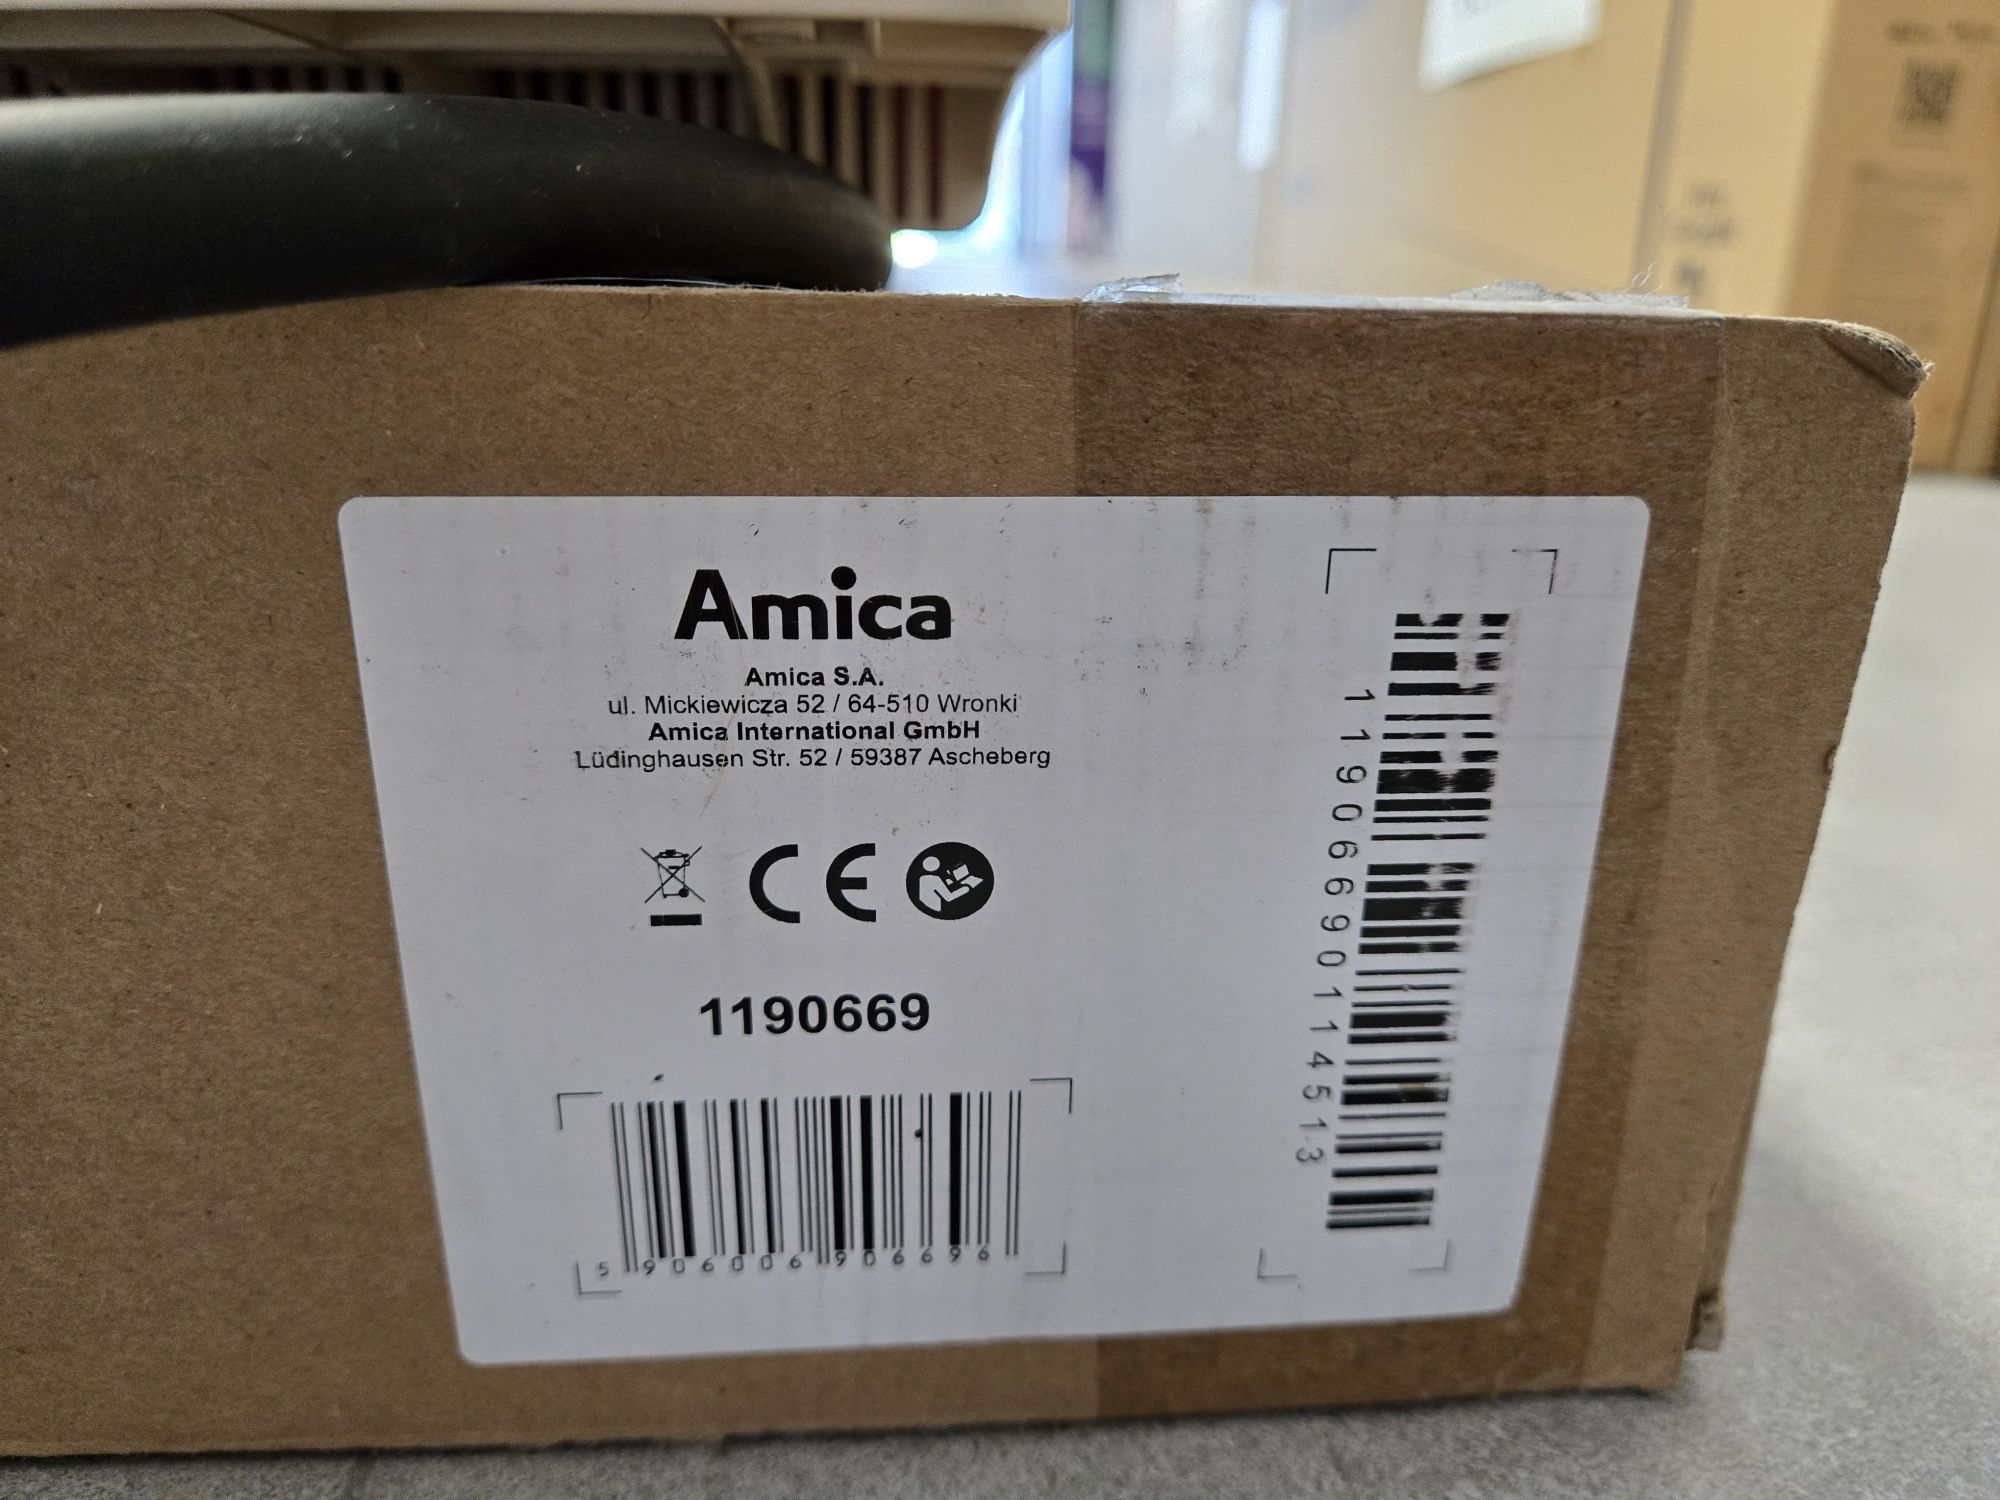 Amica
Amica S.A.
ul. Mickiewicza 52 / 64-510 Wronki
Amica International GmbH
Lüdinghausen Str. 52 / 59387 Ascheberg
CE
1190669
5 906006 906696
11906690114513